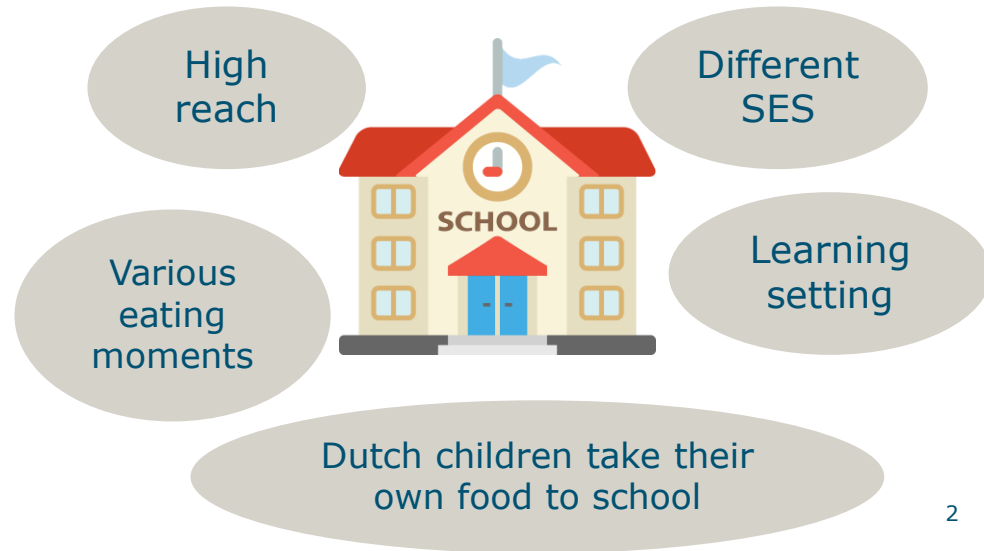 High
reach
Different
SES
SCHOOL
Various
eating
moments
Learning
setting
Dutch children take their
own food to school
2